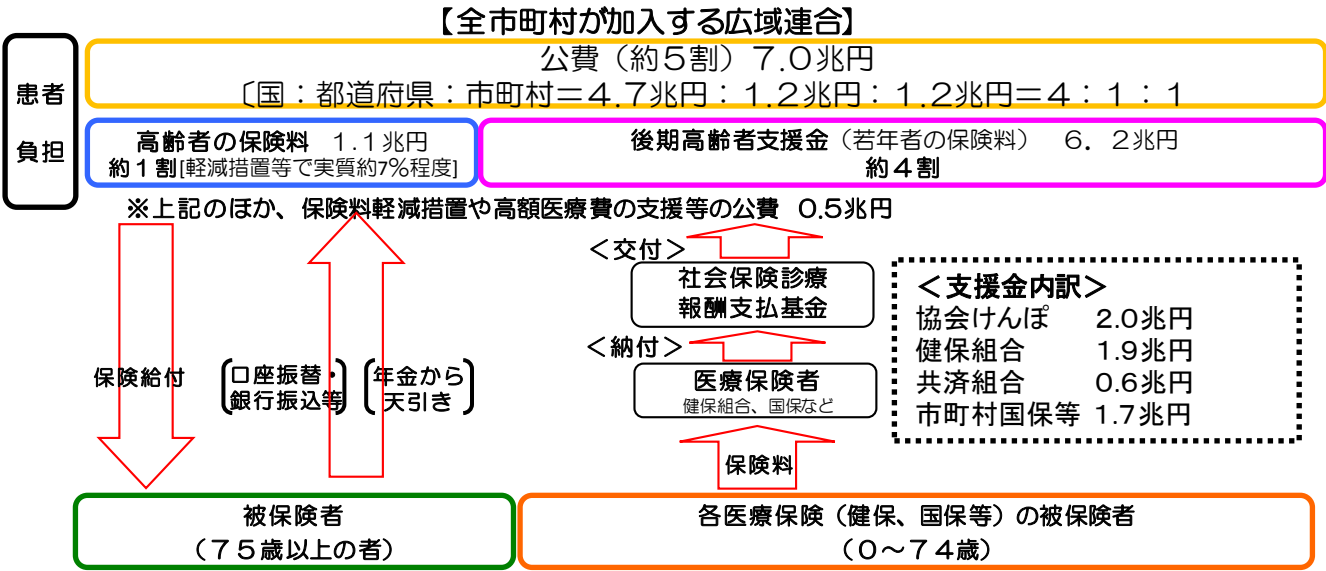 【全市町村が加入する広域連合】
患者
負担
公費（約５割）７.０兆円
〔国：都道府県：市町村＝４.７兆円：１.２兆円：１.２兆円＝４：１：１
高齢者の保険料　１.１兆円
約１割[軽減措置等で実質約7％程度]
後期高齢者支援金（若年者の保険料）　６．２兆円
約４割
※上記のほか、保険料軽減措置や高額医療費の支援等の公費　0.5兆円
＜交付＞
社会保険診療
報酬支払基金
＜納付＞
医療保険者
健保組合、国保など
保険料
保険給付
口座振替・
銀行振込等
年金から
天引き
＜支援金内訳＞
協会けんぽ　2.0兆円
健保組合　1.9兆円
共済組合　0.6兆円
市町村国保等 1.7兆円
被保険者
（７５歳以上の者）
各医療保険（健保、国保等）の被保険者
（０～７４歳）